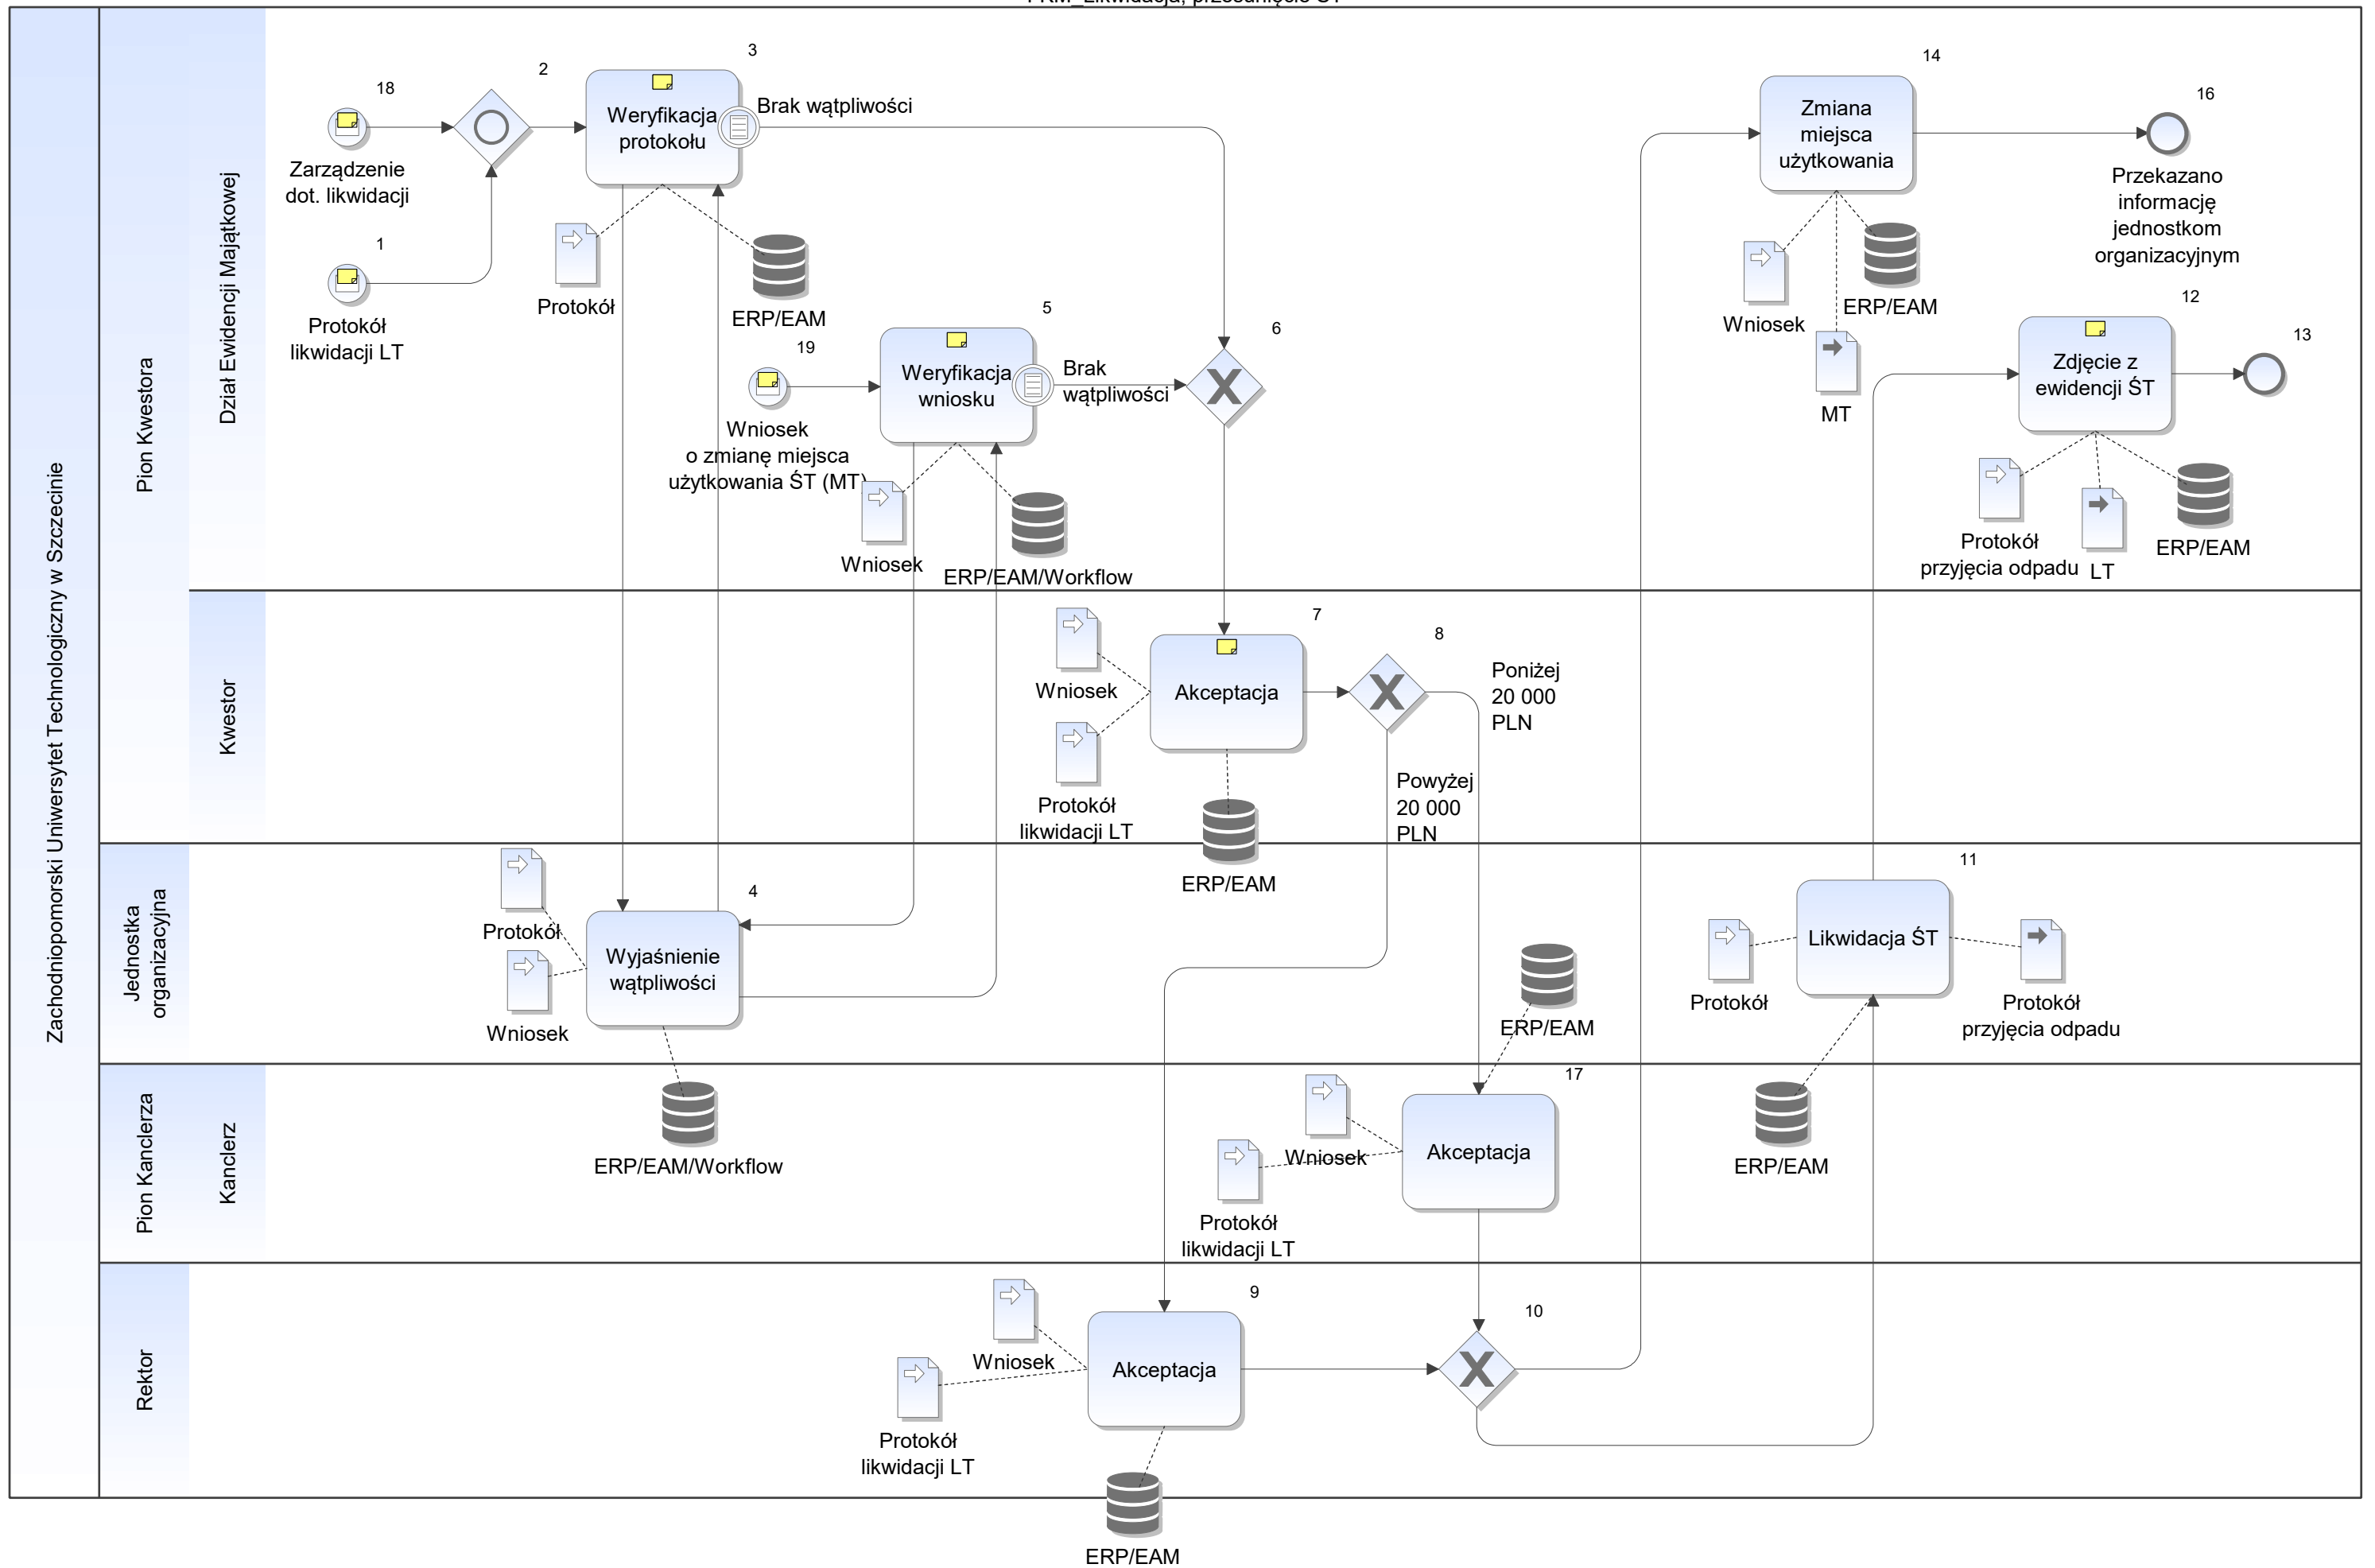 PRM_Likwidacja, przesunięcie ŚT
Zachodniopomorski Uniwersytet Technologiczny w Szczecinie
Pion Kwestora
Dział Ewidencji Majątkowej
18
Zarządzenie
dot. likwidacji
1
Protokół
likwidacji LT
2
3
Weryfikacja
protokołu
Brak wątpliwości
Protokół
ERP/EAM
19
Wniosek
o zmianę miejsca
użytkowania ŚT (MT)
5
Weryfikacja
wniosku
Brak
wątpliwości
Wniosek
ERP/EAM/Workflow
6
14
Zmiana
miejsca
użytkowania
Wniosek
MT
ERP/EAM
16
Przekazano
informację
jednostkom
organizacyjnym
12
Zdjęcie z
ewidencji ŚT
13
Protokół
przyjęcia odpadu
LT
ERP/EAM
Kwestor
Wniosek
Protokół
likwidacji LT
7
Akceptacja
ERP/EAM
8
Poniżej
20 000
PLN
Powyżej
20 000
PLN
Jednostka
organizacyjna
Protokół
Wniosek
4
Wyjaśnienie
wątpliwości
ERP/EAM/Workflow
ERP/EAM
11
Likwidacja ŚT
Protokół
Protokół
przyjęcia odpadu
ERP/EAM
Pion Kanclerza
Kanclerz
17
Akceptacja
Wniosek
Protokół
likwidacji LT
Rektor
9
Akceptacja
Wniosek
Protokół
likwidacji LT
ERP/EAM
10